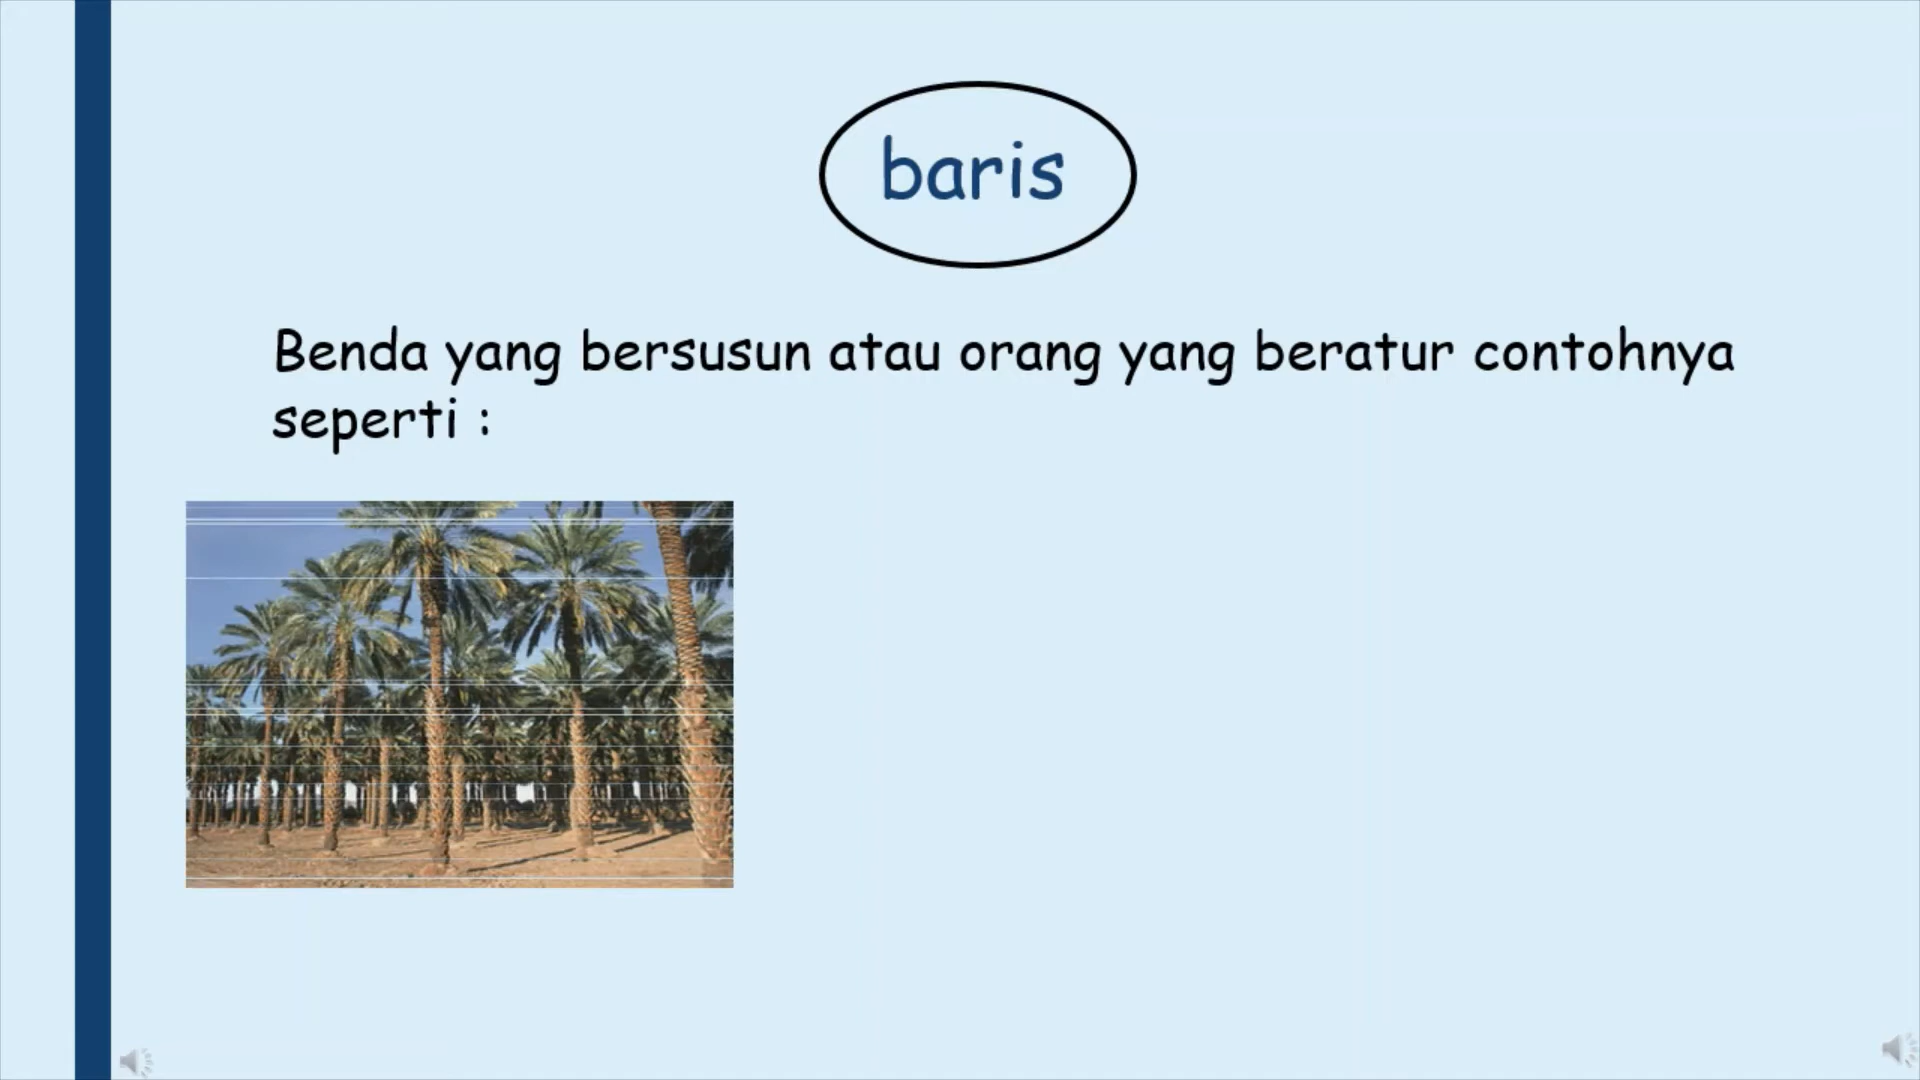 baris
Benda yang bersusun atau orang yang beratur contohnya
seperti :